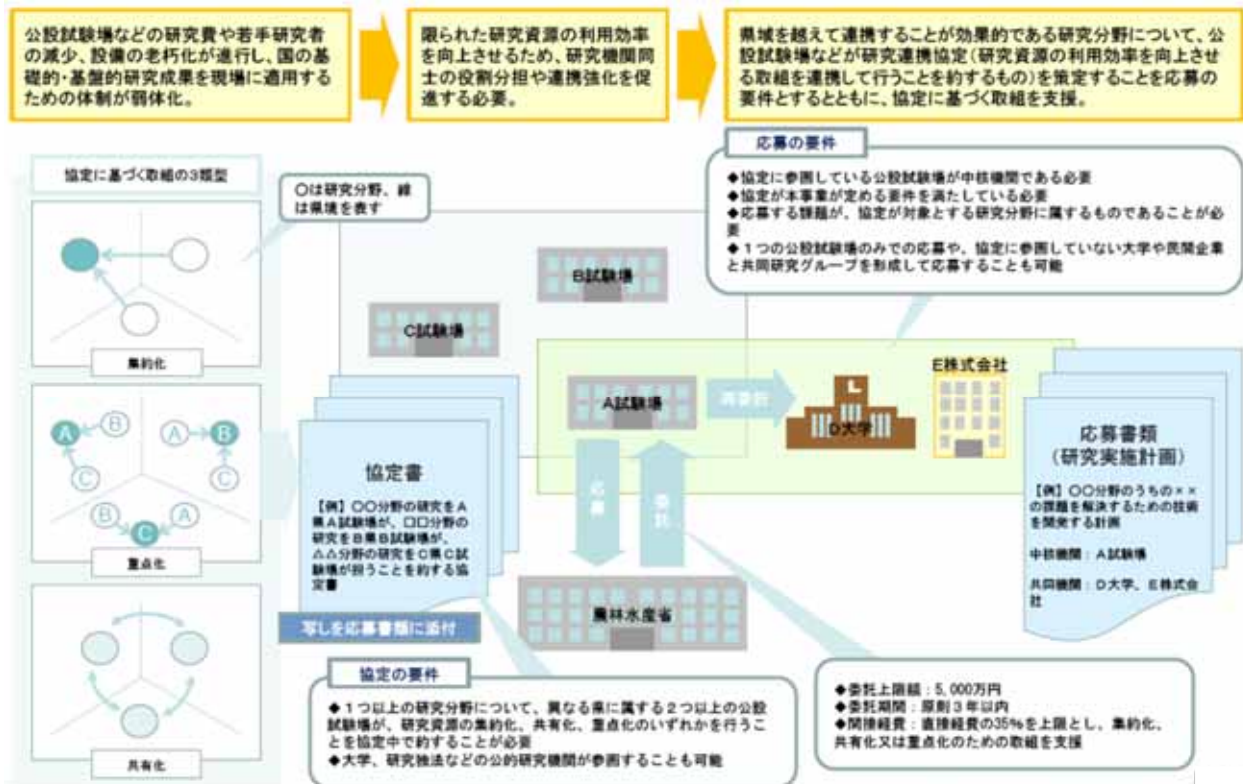 公設試験場などの研究費や若手研究者
の減少、設備の老朽化が進行し、国の基
礎的・基盤的研究成果を現場に適用する
ための体制が弱体化。
限られた研究資源の利用効率
を向上させるため、研究機関同
士の役割分担や連携強化を促
進する必要。
県域を越えて連携することが効果的である研究分野について、公
設試験場などが研究連携協定(研究資源の利用効率を向上させ
る取組を連携して行うことを約するもの)を策定することを応募の
要件とするとともに、協定に基づく取組を支援。
協定に基づく取組の3類型
○は研究分野、線
は県境を表す
集約化
A
B
C
A
B
C
B
A
C
重点化
共有化
応募の要件
◆協定に参画している公設試験場が中核機関である必要
◆協定が本事業が定める要件を満たしている必要
◆応募する課題が、協定が対象とする研究分野に属するものであることが必
要
◆1つの公設試験場のみでの応募や、協定に参画していない大学や民間企業
と共同研究グループを形成して応募することも可能
B試験場
C試験場
A試験場
再委託
D大学
E株式会社
応募
委託
農林水産省
協定書
【例】○○分野の研究をA
県A試験場が、□□分野の
研究をB県B試験場が、
△△分野の研究をC県C試
験場が担うことを約する協
定書
写しを応募書類に添付
応募書類
(研究実施計画)
【例】○○分野のうちの××
の課題を解決するための技術
を開発する計画
中核機関:A試験場
共同機関:D大学、E株式会
社
協定の要件
◆1つ以上の研究分野について、異なる県に属する2つ以上の公設
試験場が、研究資源の集約化、共有化、重点化のいずれかを行うこ
とを協定中で約することが必要
◆大学、研究独法などの公的研究機関が参画することも可能
◆委託上限額:5,000万円
◆委託期間:原則3年以内
◆間接経費:直接経費の35%を上限とし、集約化、
共有化又は重点化のための取組を支援